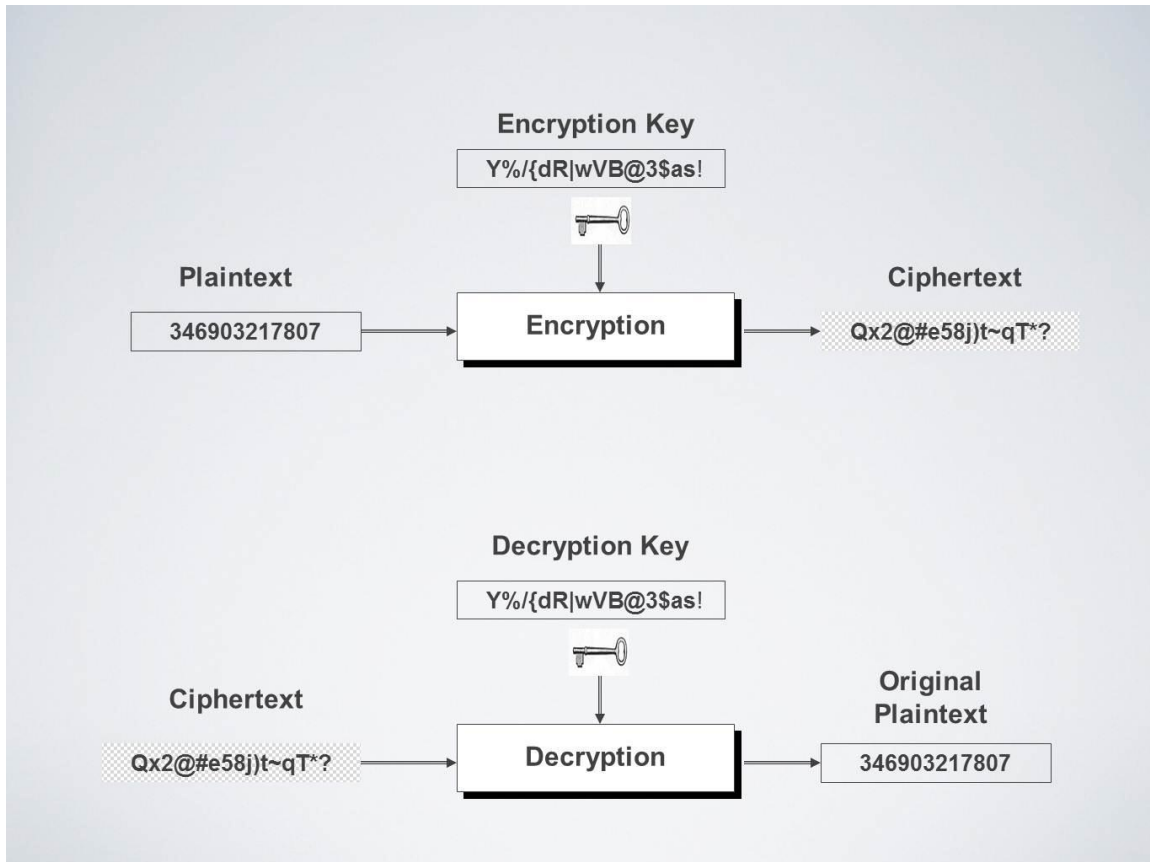 Encryption Key
Y%/{dR|wVB@3$as!
Plaintext
Ciphertext
346903217807
Encryption
Qx2@#e58j)t~qT*?
Decryption Key
Y%/{dR|wVB@3$as!
Ciphertext
Original
Plaintext
Qx2@#e58j)t~qT*?
Decryption
346903217807